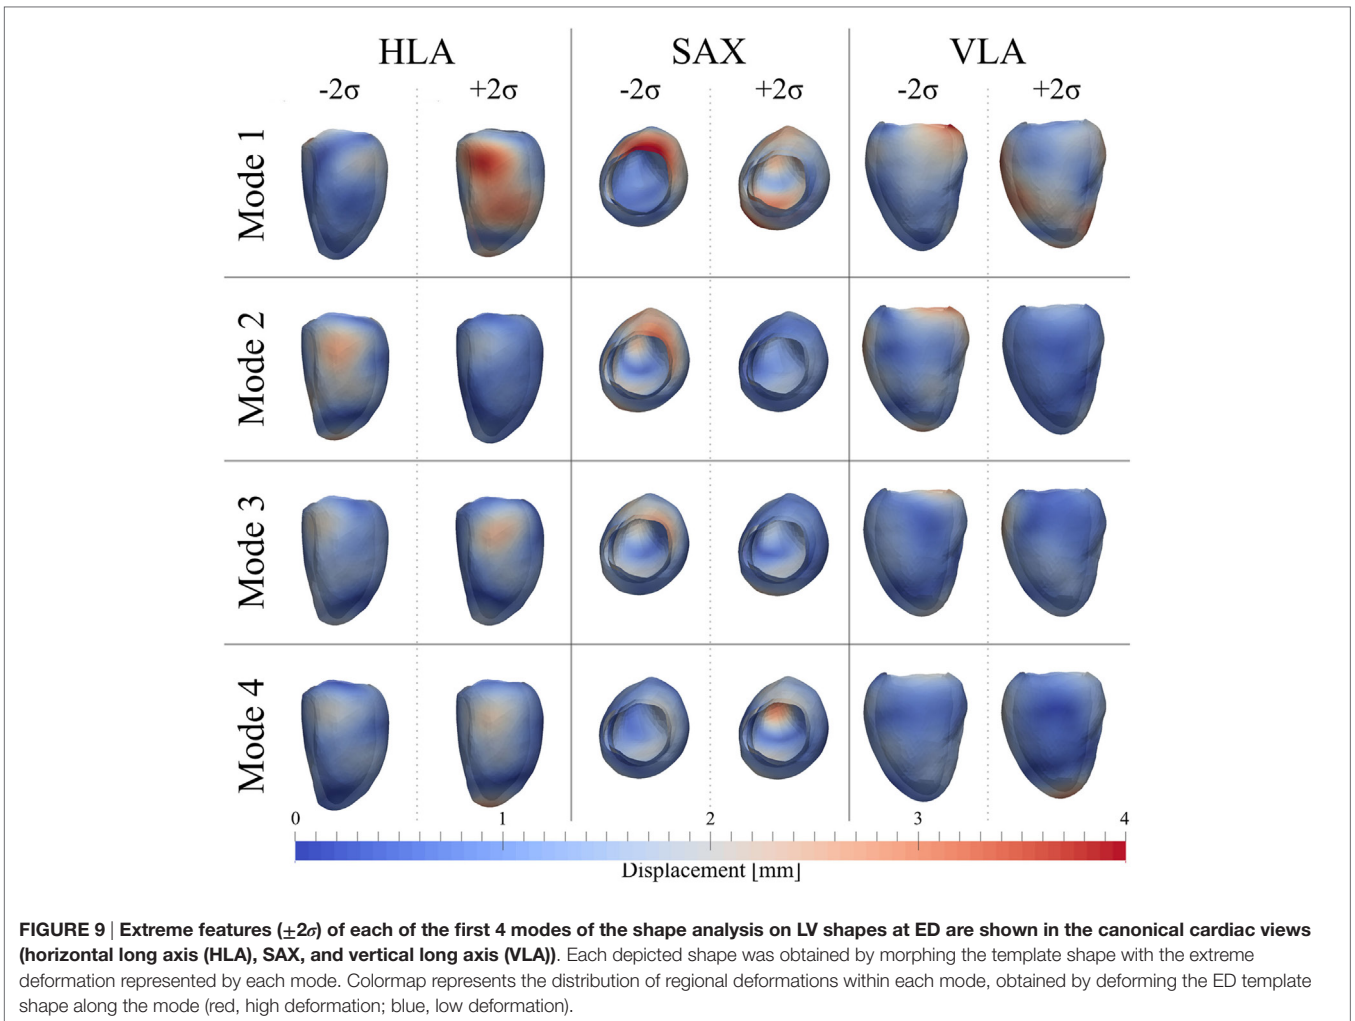 HLA SAX VLA
-2σ +2σ -2σ +2σ -2σ +2σ
Mode 1
Mode 2
Mode 3
Mode 4
0 1 2 3 4
Displacement [mm]
FIGURE 9 | Extreme features (±2σ) of each of the first 4 modes of the shape analysis on LV shapes at ED are shown in the canonical cardiac views
(horizontal long axis (HLA), SAX, and vertical long axis (VLA)). Each depicted shape was obtained by morphing the template shape with the extreme
deformation represented by each mode. Colormap represents the distribution of regional deformations within each mode, obtained by deforming the ED template
shape along the mode (red, high deformation; blue, low deformation).